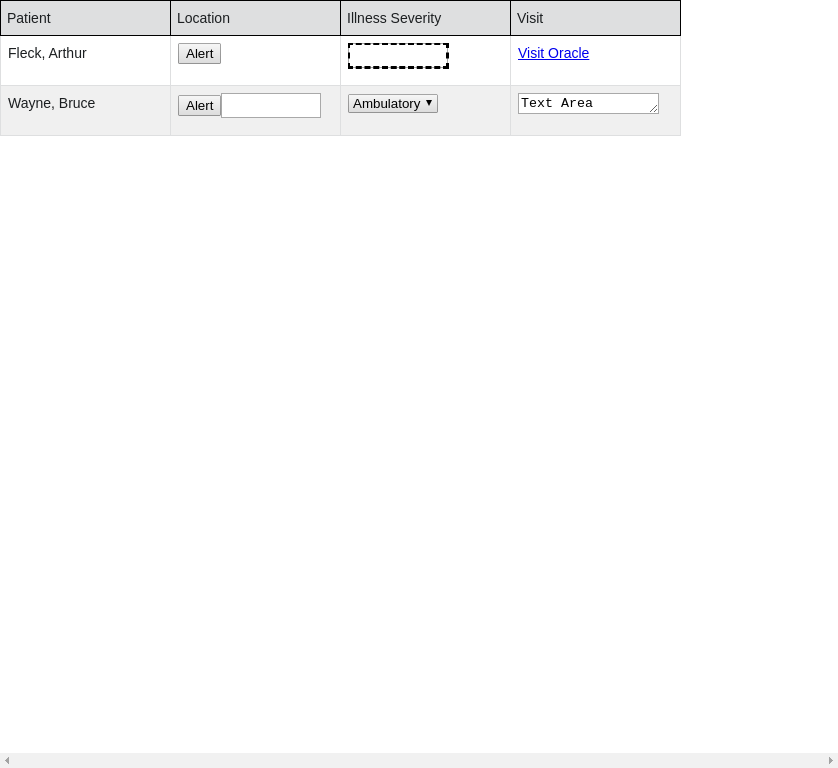 Patient Location Illness Severity Visit
Fleck, Arthur Alert Visit Oracle
Wayne, Bruce Alert Ambulatory Text Area